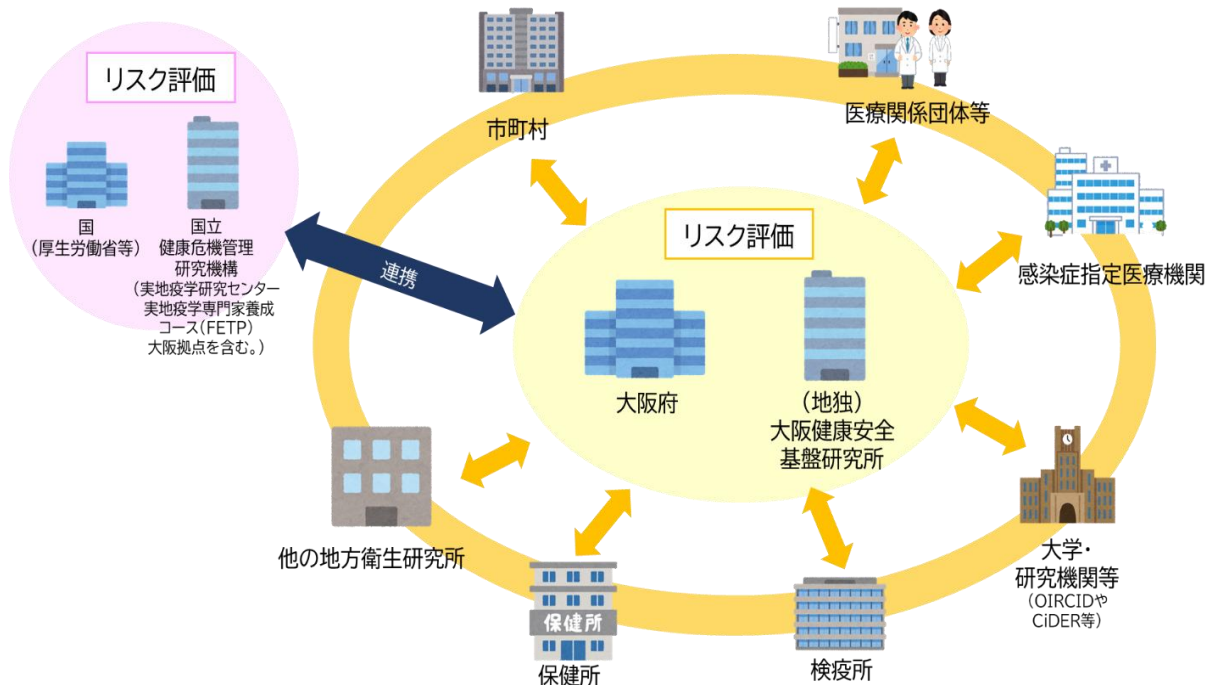 リスク評価
国
(厚生労働省等)
国立
健康危機管理
研究機構
(実地疫学研究センター
実地疫学専門家養成
コース(FETP)
大阪拠点を含む。)
連携
市町村
医療関係団体等
感染症指定医療機関
リスク評価
大阪府
(地独)
大阪健康安全
基盤研究所
他の地方衛生研究所
保健所
保健所
検疫所
大学・
研究機関等
(OIRCIDや
CiDER等)